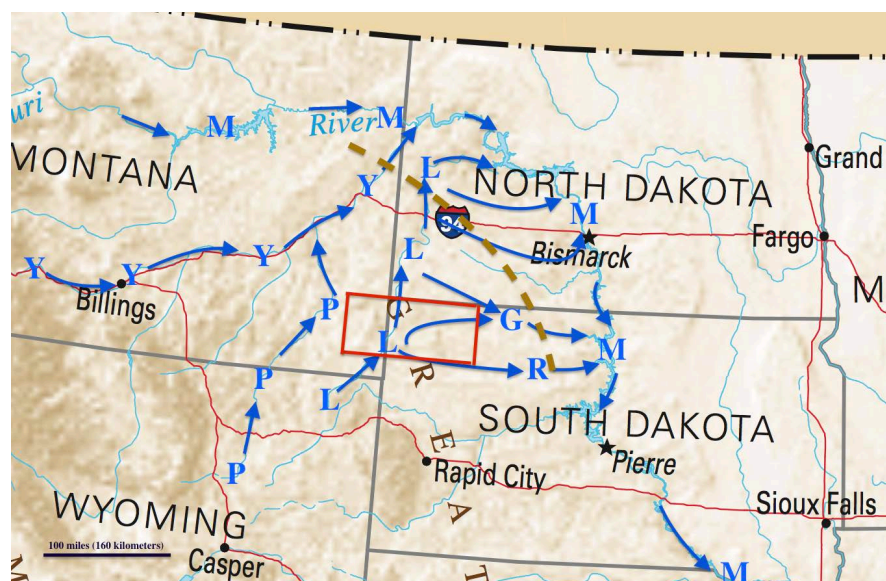 uri
M
River
M
MONTANA
Grand
L
Y
NORTH DAKOTA
M
94
Fargo
Bismarck
L
Y
Y
Y
Billings
M
P
G
G
L
M
P
R
R
L
SOUTH DAKOTA
E
Pierre
P
Rapid City
A
Sioux Falls
WYOMING
100 miles (160 kilometers)
Casper
M
T
M